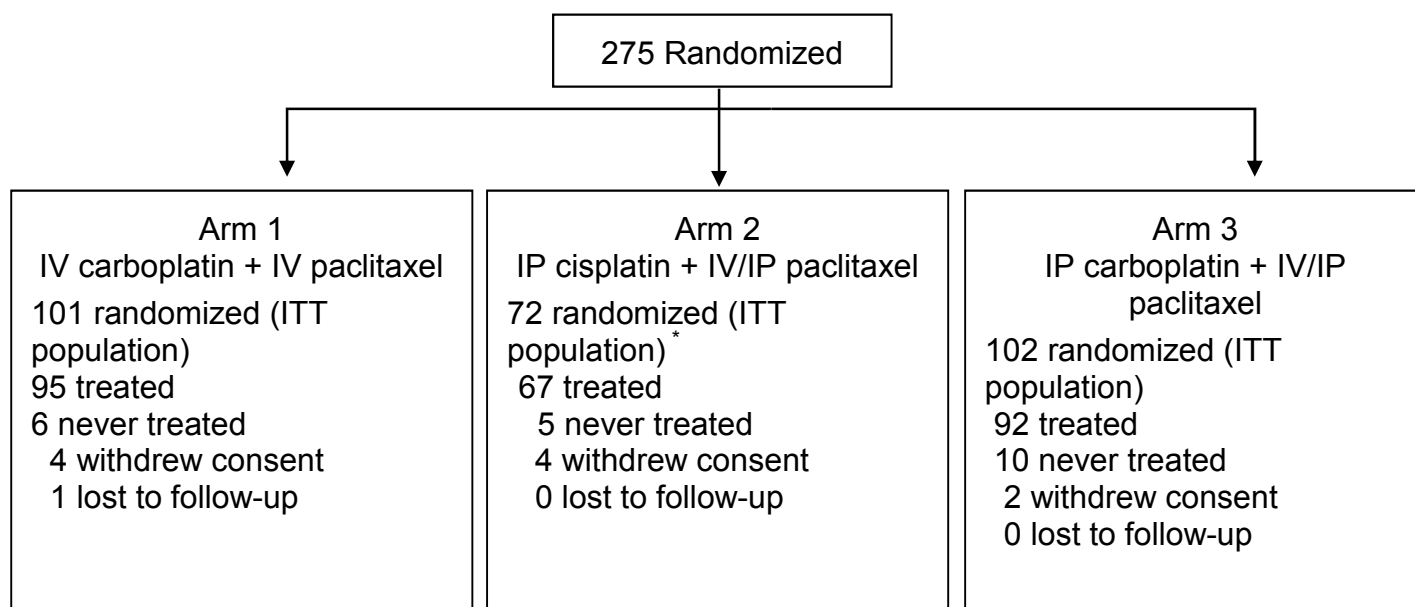 275 Randomized
Arm 1
IV carboplatin + IV paclitaxel
101 randomized (ITT
population)
95 treated
6 never treated
4 withdrew consent
1 lost to follow-up
Arm 2
IP cisplatin + IV/IP paclitaxel
72 randomized (ITT
population)*
67 treated
5 never treated
4 withdrew consent
0 lost to follow-up
Arm 3
IP carboplatin + IV/IP
paclitaxel
102 randomized (ITT
population)
92 treated
10 never treated
2 withdrew consent
0 lost to follow-up